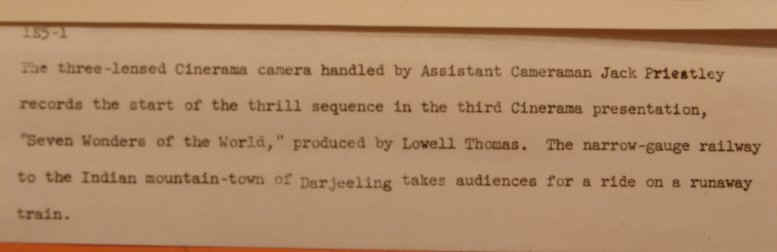 185-1
The three-lensed Cinerama camera handled by Assistant Cameraman Jack Priestley
records the start of the thrill sequence in the third Cinerama presentation,
"Seven Wonders of the World," produced by Lowell Thomas. The narrow-gauge railway
to the Indian mountain-town of Darjeeling takes audiences for a ride on a runaway
train.